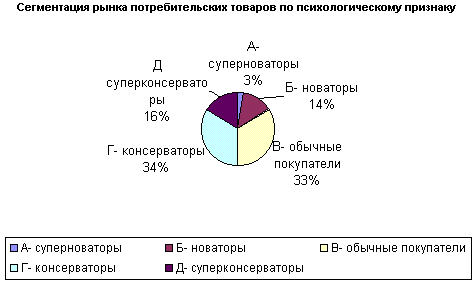 Сегментация рынка потребительских товаров по психологическому признаку
А-
суперноваторы
3%
Б- новаторы
14%
В- обычные
покупатели
33%
Г- консерваторы
34%
Д
суперконсервато
ры
16%
А- суперноваторы
Б- новаторы
В- обычные покупатели
Г- консерваторы
Д- суперконсерваторы